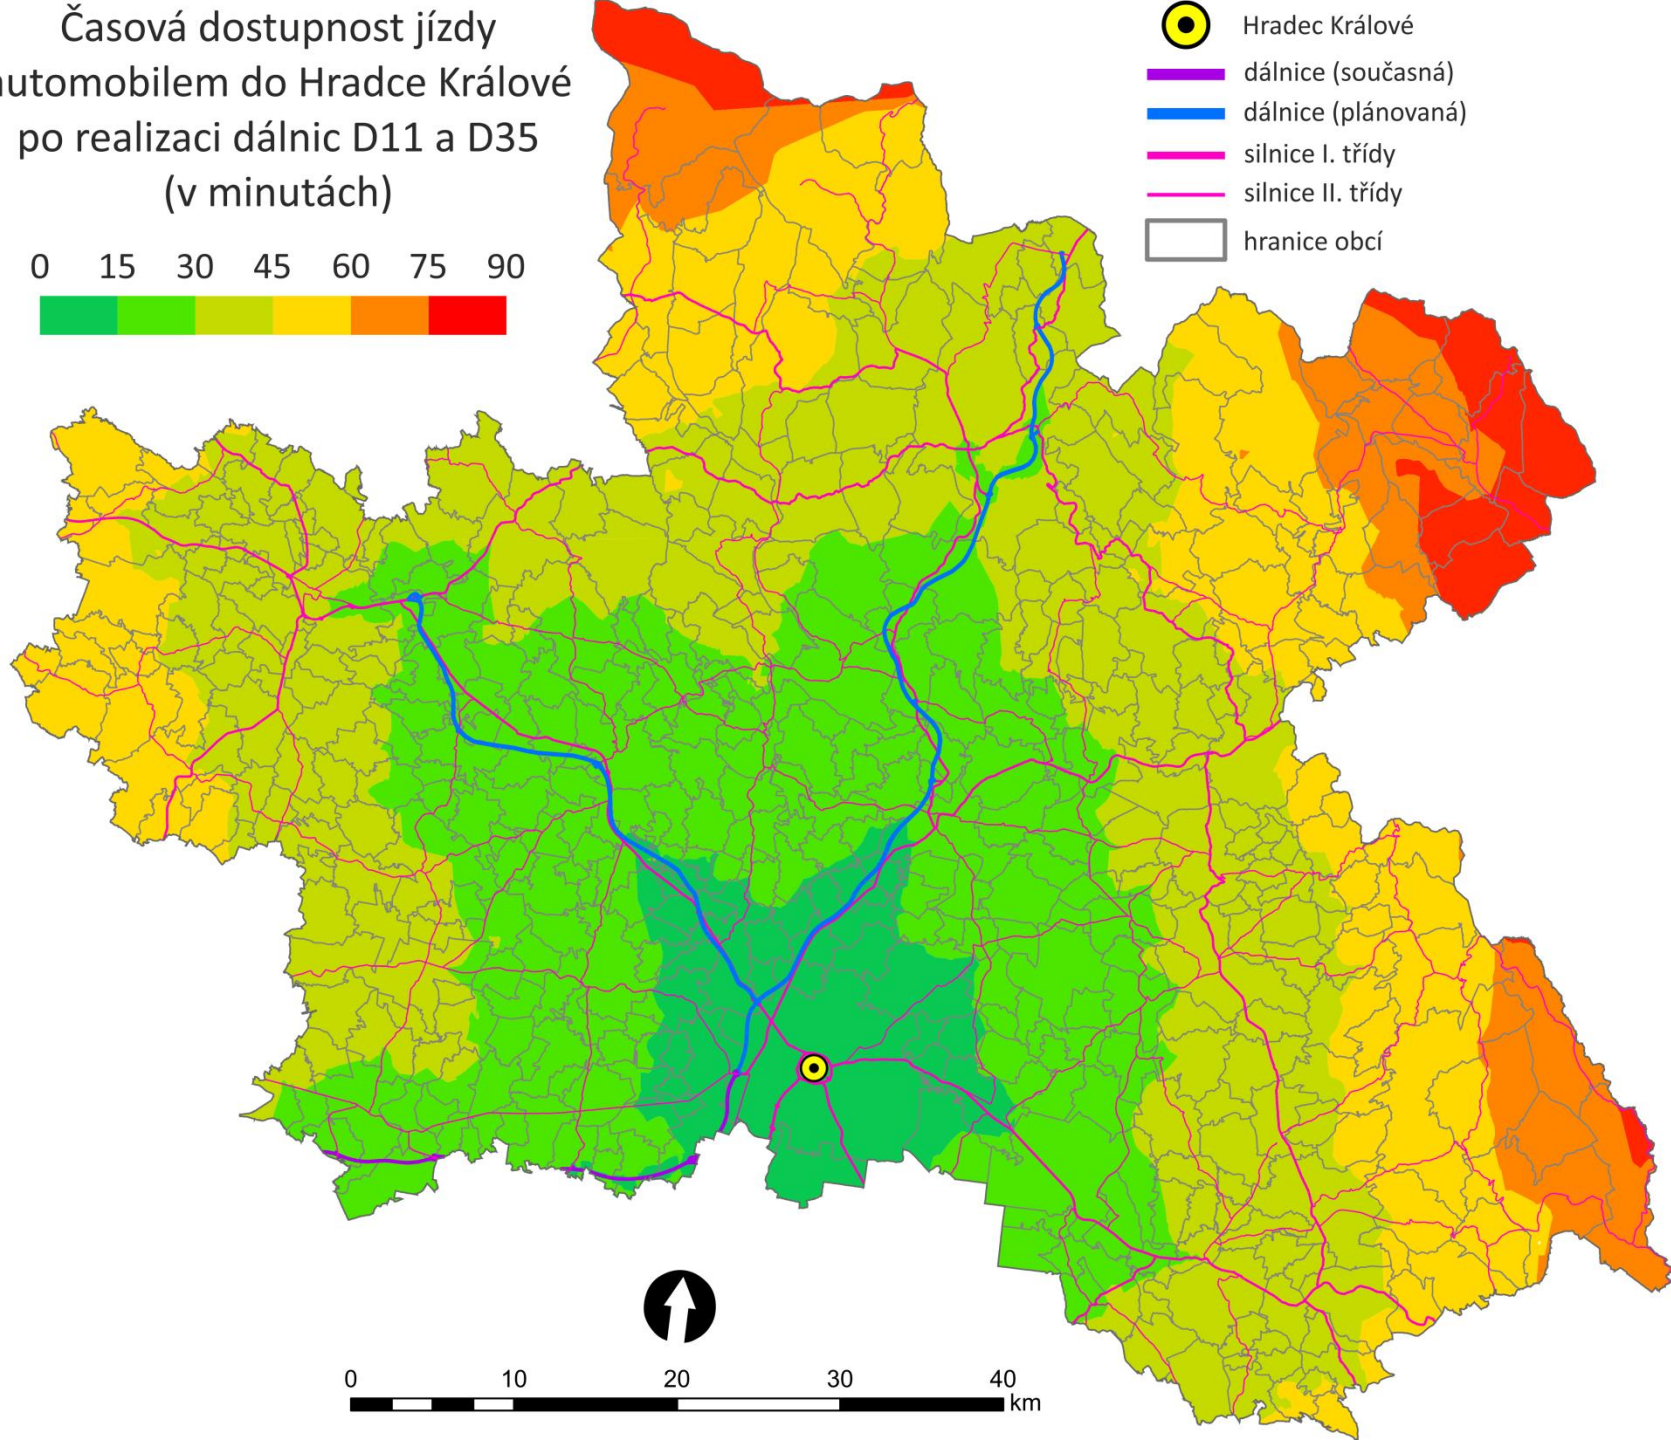 Časová dostupnost jízdy
automobilem do Hradce Králové
po realizaci dálnic D11 a D35
(v minutách)
0 15 30 45 60 75 90
Hradec Králové
dálnice (současná)
dálnice (plánovaná)
silnice I. třídy
silnice II. třídy
hranice obcí
0 10 20 30 40
km